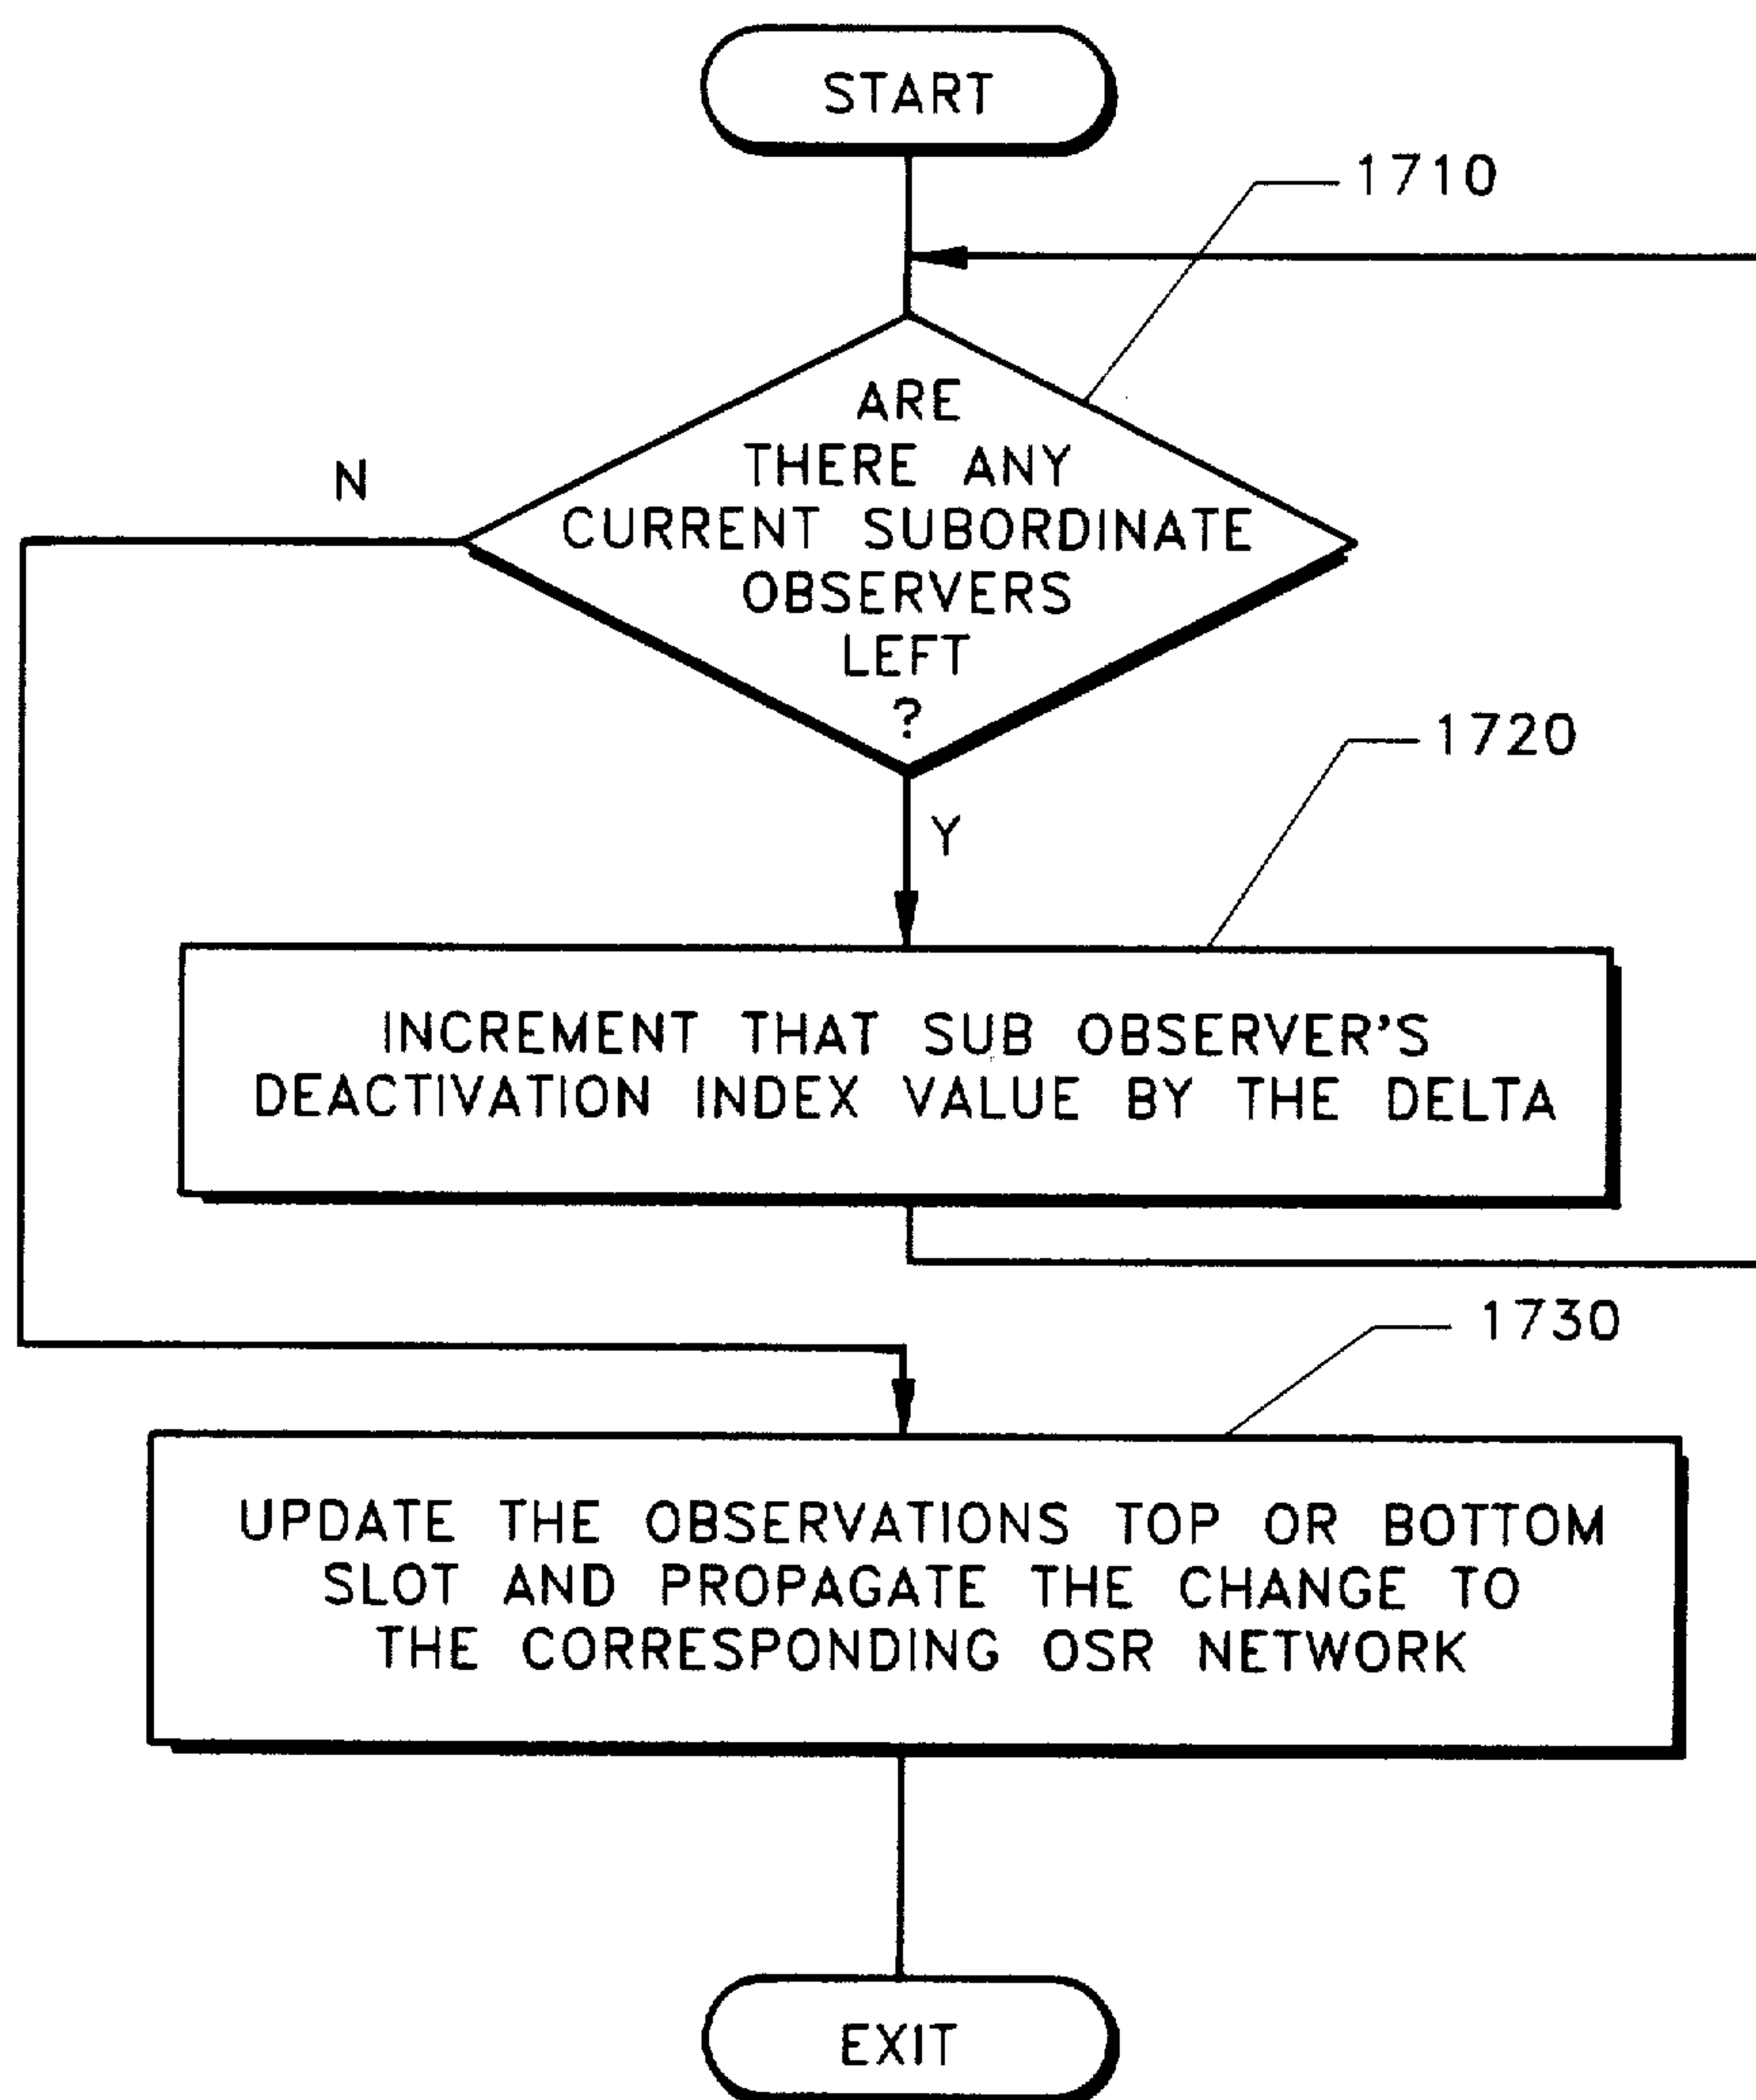 START
1710
ARE
THERE ANY
CURRENT SUBORDINATE
OBSERVERS
LEFT
?
N
Y
1720
INCREMENT THAT SUB OBSERVER'S
DEACTIVATION INDEX VALUE BY THE DELTA
1730
UPDATE THE OBSERVATIONS TOP OR BOTTOM
SLOT AND PROPAGATE THE CHANGE TO
THE CORRESPONDING OSR NETWORK
EXIT